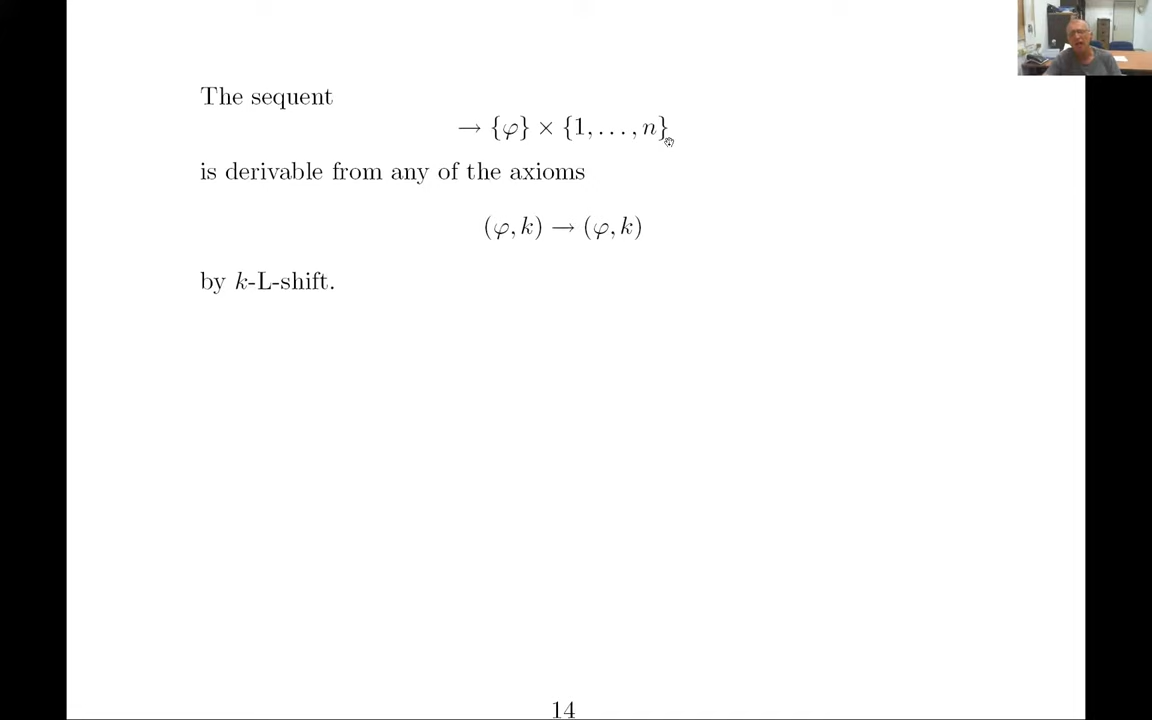 The sequent
→ {φ} × {1, . . . , n}
is derivable from any of the axioms
(φ, k) → (φ, k)
by k-L-shift.
14